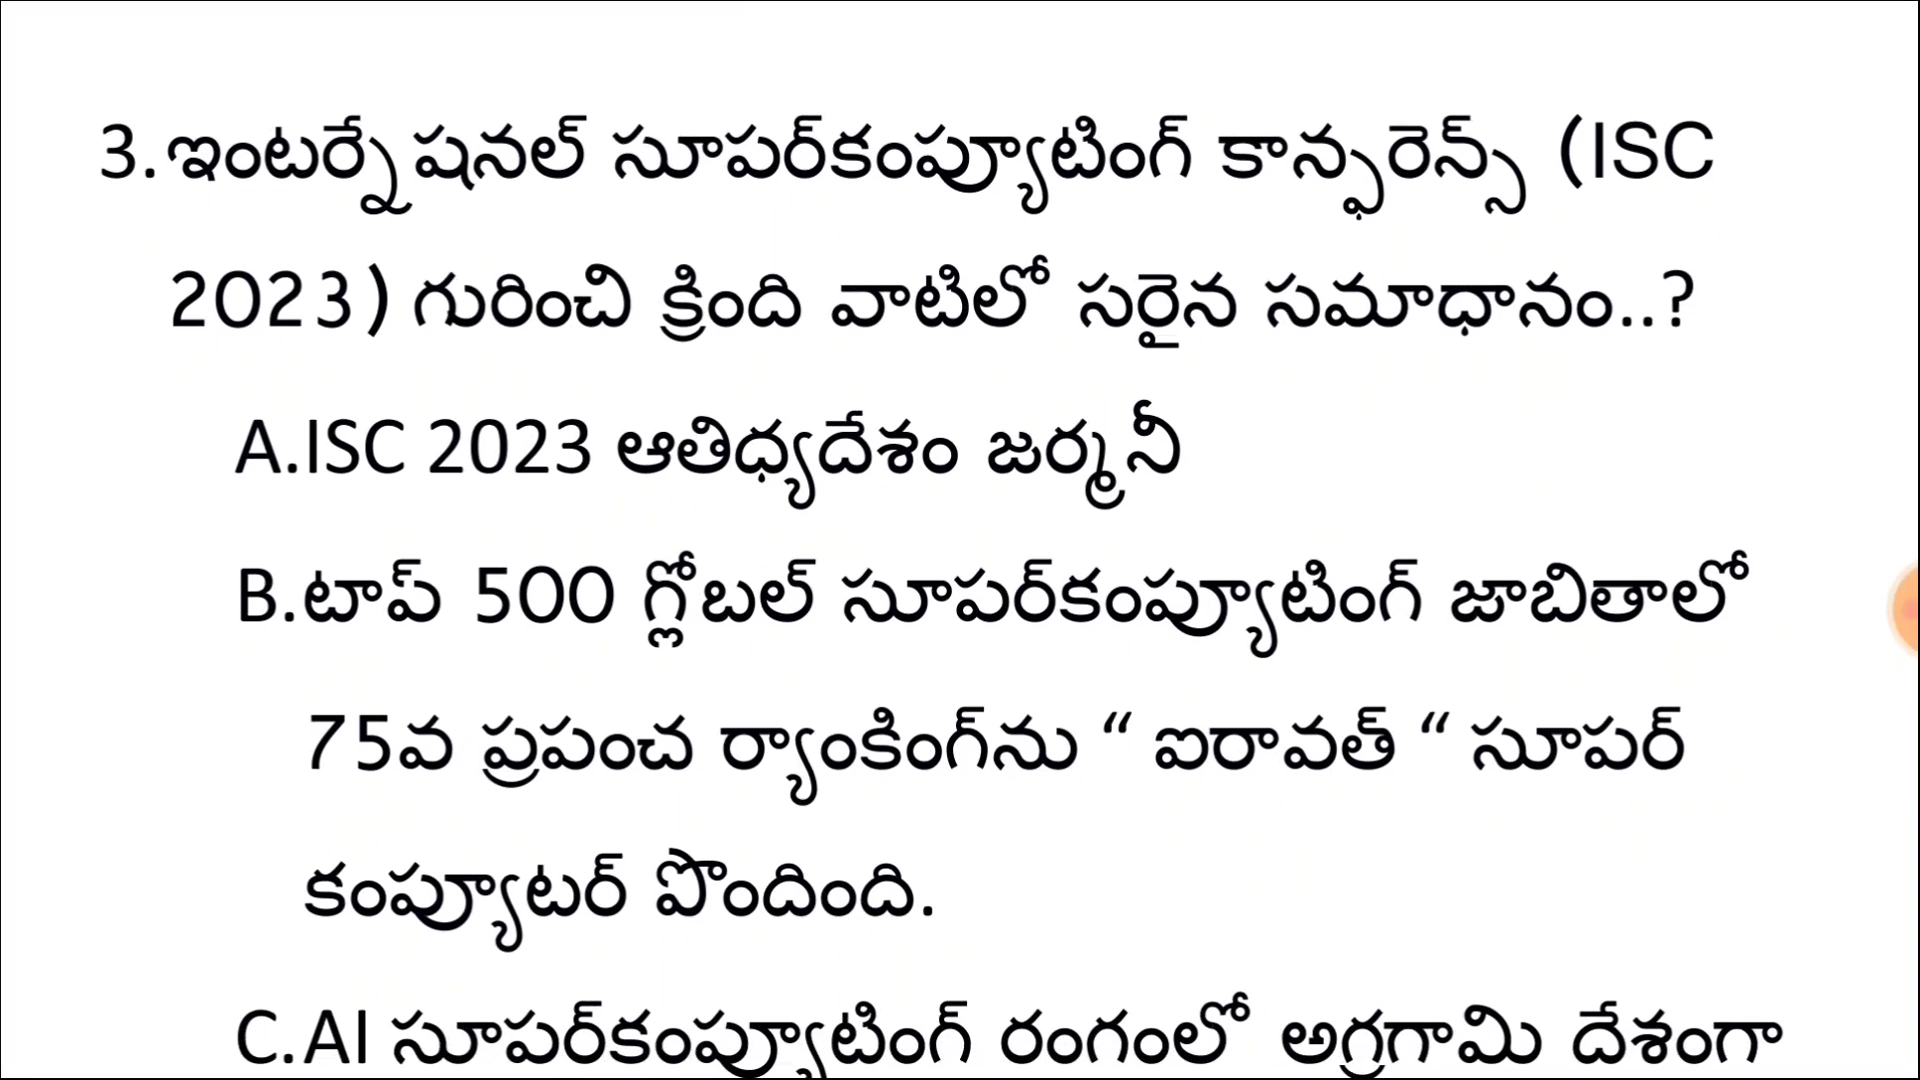 3.ఇంటర్నేషనల్ సూపర్‌కంప్యూటింగ్ కాన్ఫరెన్స్ (ISC
2023) గురించి క్రింది వాటిలో సరైన సమాధానం..?
A.ISC 2023 ఆతిధ్యదేశం జర్మనీ
B.టాప్ 500 గ్లోబల్ సూపర్‌కంప్యూటింగ్ జాబితాలో
75వ ప్రపంచ ర్యాంకింగ్‌ను “ ఐరావత్ “ సూపర్
కంప్యూటర్ పొందింది.
C.AI సూపర్‌కంప్యూటింగ్ రంగంలో అగ్రగామి దేశంగా